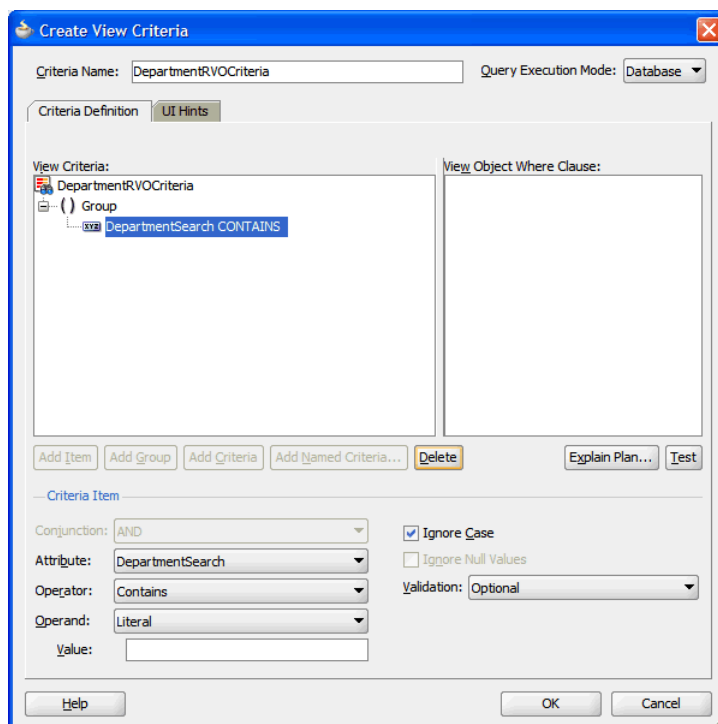 Create View Criteria
Criteria Name: DepartmentRVOCriteria Query Execution Mode: Database
Criteria Definition UI Hints
View Criteria: View Object Where Clause:
DepartmentRVOCriteria
( ) Group
XYZ DepartmentSearch CONTAINS
Add Item Add Group Add Criteria Add Named Criteria... Delete Explain Plan... Test
Criteria Item
Conjunction: AND Ignore Case
Attribute: DepartmentSearch Ignore Null Values
Operator: Contains Validation: Optional
Operand: Literal
Value:
Help OK Cancel